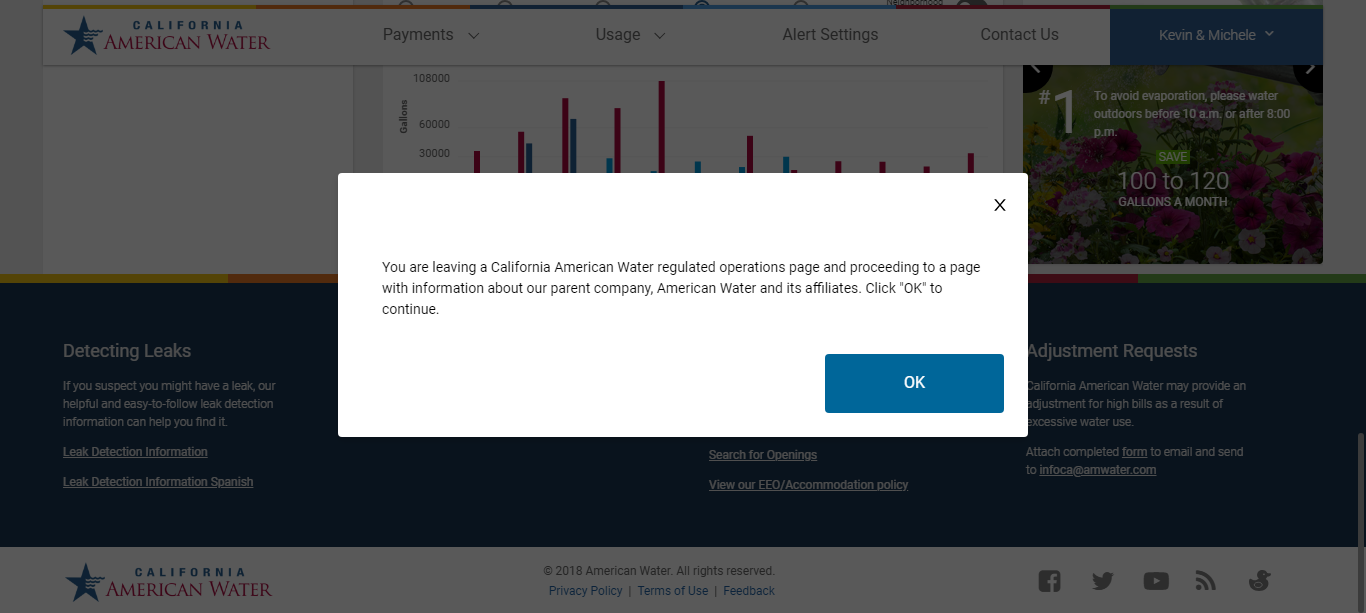 Neighborhood
CALIFORNIA
AMERICAN WATER
Payments
Usage
Alert Settings
Contact Us
Kevin & Michele
108000
60000
30000
Gallons
#1
To avoid evaporation, please water
outdoors before 10 a.m. or after 8:00
p.m.
SAVE
100 to 120
GALLONS A MONTH
X
You are leaving a California American Water regulated operations page and proceeding to a page
with information about our parent company, American Water and its affiliates. Click "OK" to
continue.
OK
Detecting Leaks
If you suspect you might have a leak, our
helpful and easy-to-follow leak detection
information can help you find it.
Leak Detection Information
Leak Detection Information Spanish
Search for Openings
View our EEO/Accommodation policy
Adjustment Requests
California American Water may provide an
adjustment for high bills as a result of
excessive water use.
Attach completed form to email and send
to infoca@amwater.com
CALIFORNIA
AMERICAN WATER
© 2018 American Water. All rights reserved.
Privacy Policy | Terms of Use | Feedback